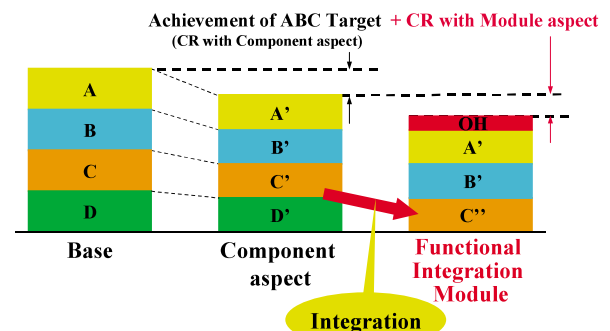 Achievement of ABC Target + CR with Module aspect
(CR with Component aspect)
A
B
C
D
A’
B’
C’
D’
OH
A’
B’
C’’
Base
Component
aspect
Functional
Integration
Module
Integration